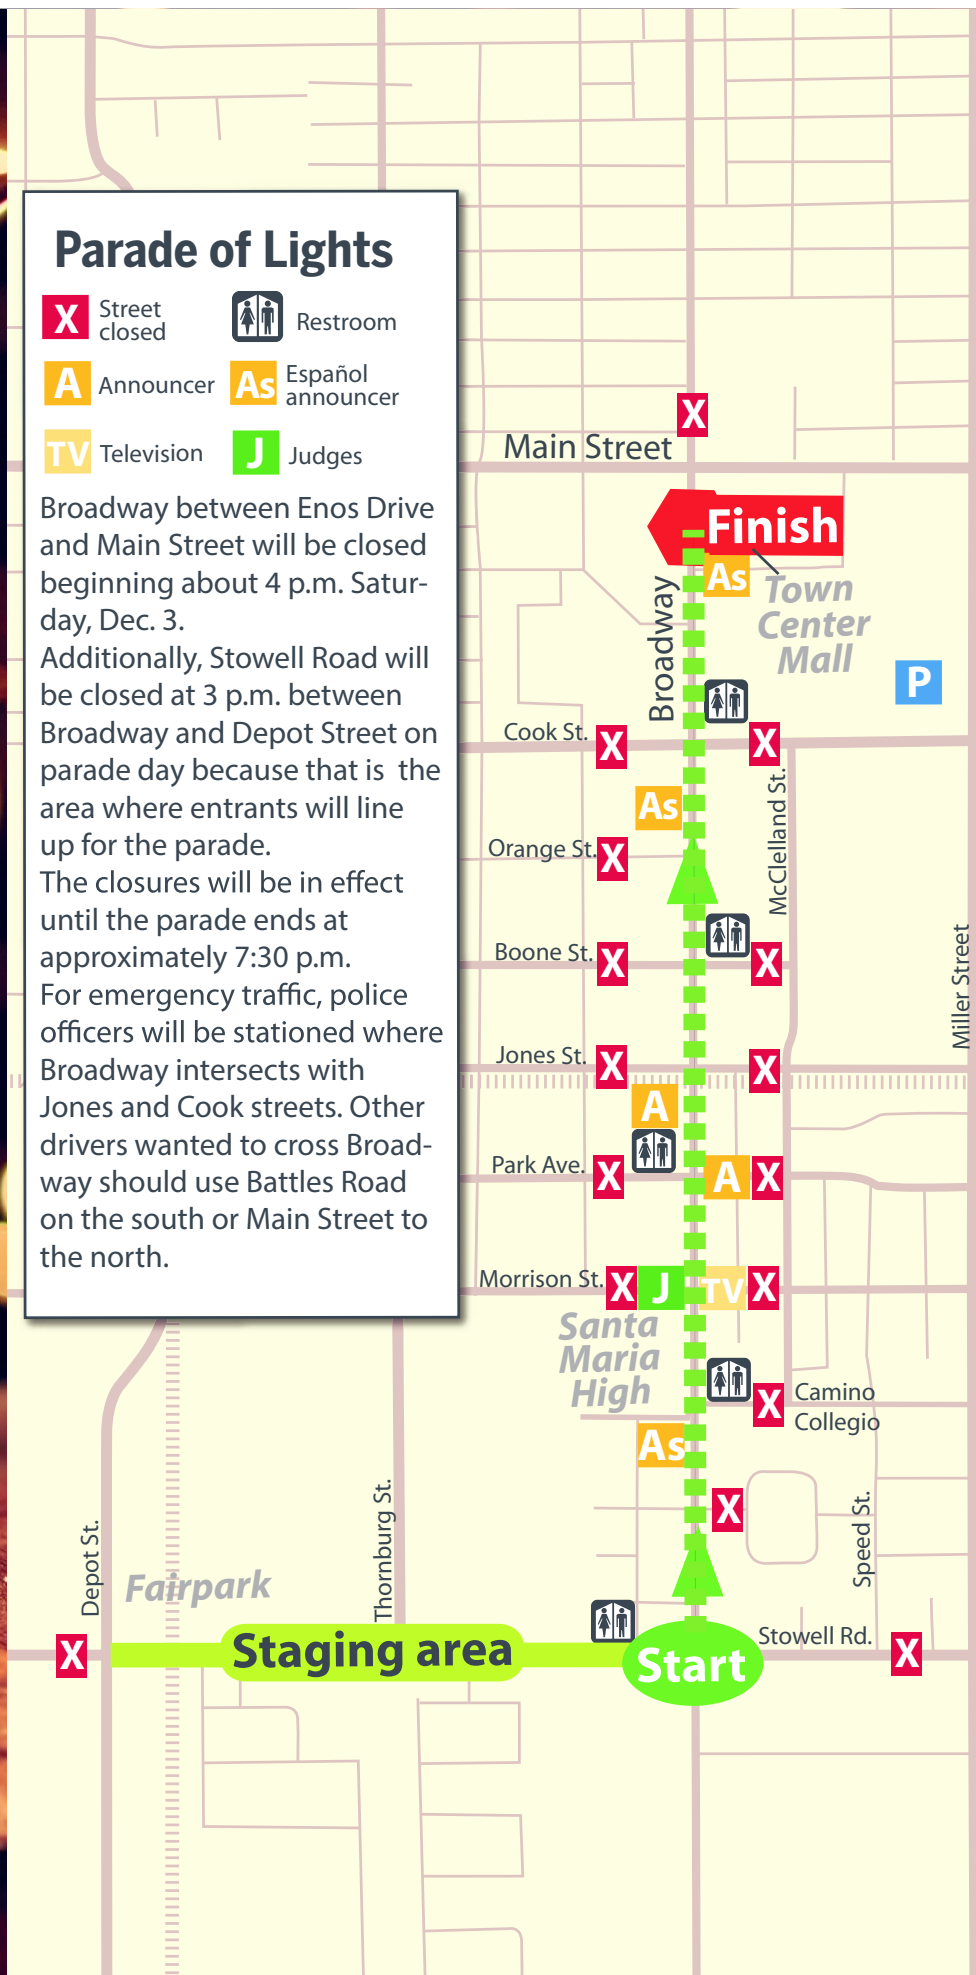 Parade of Lights
X Street
closed
Restroom
A Announcer
As Español
announcer
TV Television
J Judges
Broadway between Enos Drive
and Main Street will be closed
beginning about 4 p.m. Satur-
day, Dec. 3.
Additionally, Stowell Road will
be closed at 3 p.m. between
Broadway and Depot Street on
parade day because that is the
area where entrants will line
up for the parade.
The closures will be in effect
until the parade ends at
approximately 7:30 p.m.
For emergency traffic, police
officers will be stationed where
Broadway intersects with
Jones and Cook streets. Other
drivers wanted to cross Broad-
way should use Battles Road
on the south or Main Street to
the north.
X
Main Street
Finish
As
Town
Center
Mall
Broadway
P
Cook St.
X
X
As
McClelland St.
Orange St.
X
Boone St.
X
X
Miller Street
Jones St.
X
X
A
Park Ave.
X
A
X
Morrison St.
X
J
TV
X
Santa
Maria
High
X
Camino
Collegio
As
X
Depot St.
Thornburg St.
Speed St.
Fairpark
X
Staging area
Start
Stowell Rd.
X